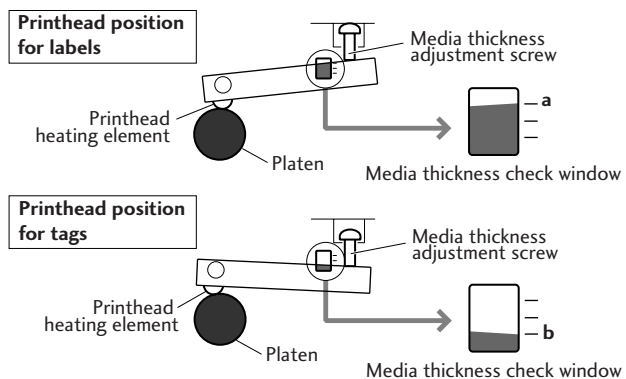 Printhead position
for labels
Media thickness
adjustment screw
a
Printhead
heating element
Platen
Media thickness check window
Printhead position
for tags
Media thickness
adjustment screw
Printhead
heating element
b
Platen
Media thickness check window